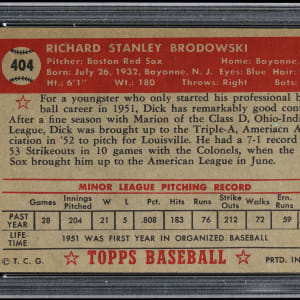 404
RICHARD STANLEY BRODOWSKI
Pitcher: Boston Red Sox Home: Bayonne,
Born: July 26, 1932, Bayonne, N. J. Eyes: Blue Hair:
Ht.: 6'1" Wt.: 180 Throws: Right Bats:
For a youngster who only started his professional b
ball career in 1951, Dick has remarkably good cont
After a fine season with Marion of the Class D, Ohio-Indi
League, Dick was brought up to the Triple-A, Ameriacn A
ciation in '52 to pitch for Louisville. He had a 7-1 record
53 Strikeouts in 10 games with the Colonels, when the
Sox brought him up to the American League in June.
MINOR LEAGUE PITCHING RECORD
Games Innings Pitched Won Lost Pct. Hits Runs Strike Outs Walks
PAST YEAR 28 204 21 5 .808 183 76 212 72
LIFE-TIME 1951 WAS FIRST YEAR IN ORGANIZED BASEBALL
© T. C. G. TOPPS BASEBALL PRTD. IN